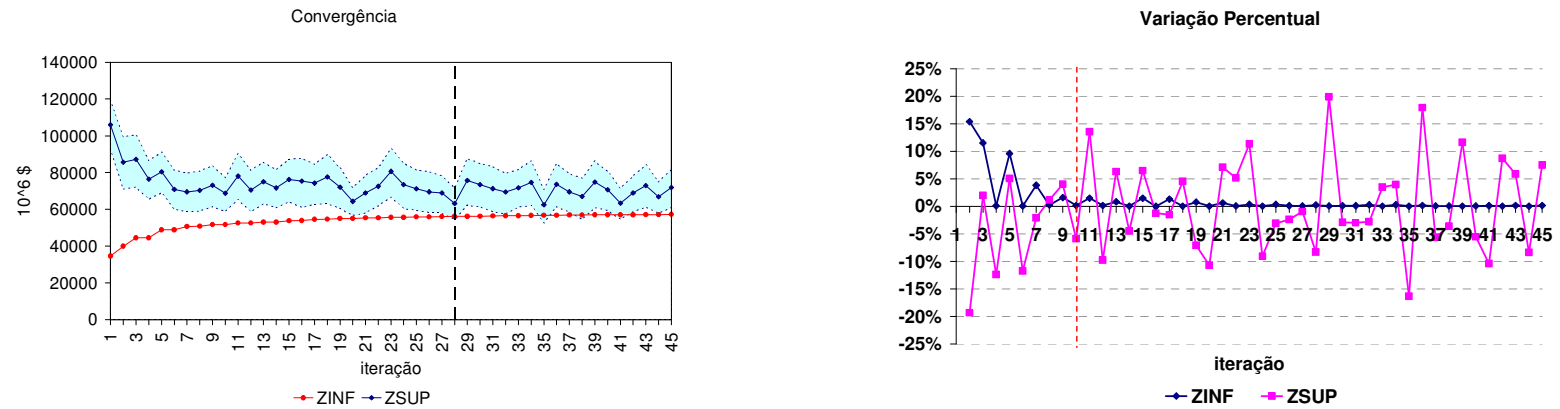 Convergência
140000
120000
100000
80000
60000
40000
20000
0
10^6 $
1 3 5 7 9 11 13 15 17 19 21 23 25 27 29 31 33 35 37 39 41 43 45
iteração
ZINF ZSUP
Variação Percentual
25%
20%
15%
10%
5%
0%
-5%
-10%
-15%
-20%
-25%
1 3 5 7 9 11 13 15 17 19 21 23 25 27 29 31 33 35 37 39 41 43 45
iteração
ZINF ZSUP